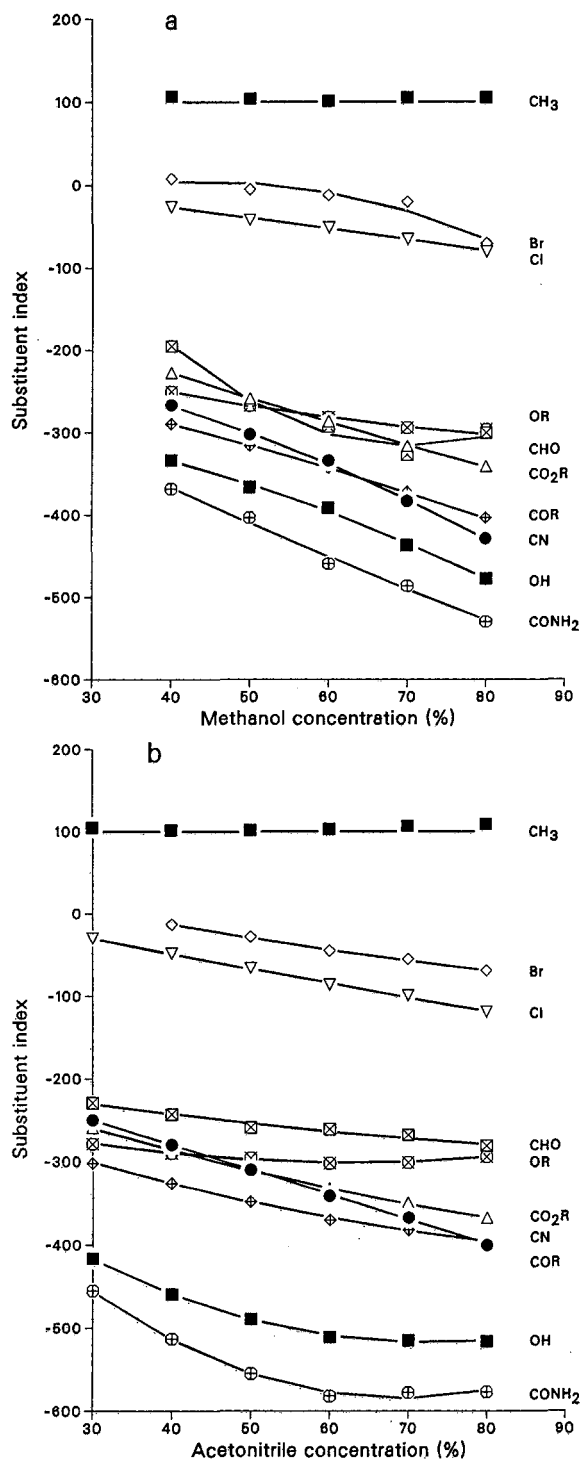 a
200
100
0
-100
-200
-300
-400
-500
-600
Substituent index
CH3
Br
Cl
OR
CHO
CO2R
COR
CN
OH
CONH2
30 40 50 60 70 80 90
Methanol concentration (%)
b
200
100
0
-100
-200
-300
-400
-500
-600
Substituent index
CH3
Br
Cl
CHO
OR
CO2R
CN
COR
OH
CONH2
30 40 50 60 70 80 90
Acetonitrile concentration (%)